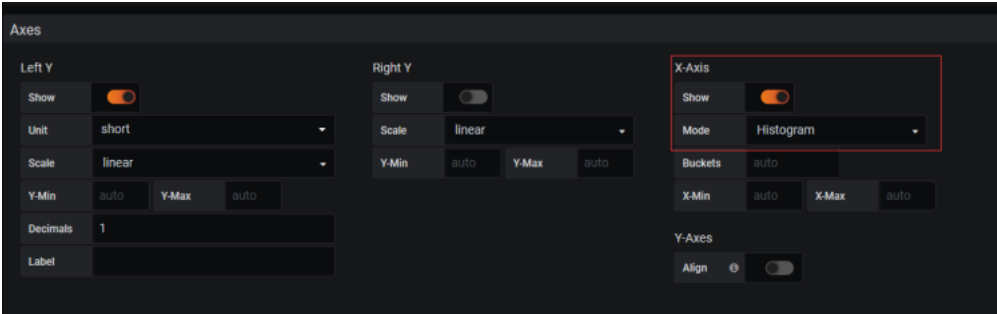 Axes
Left Y
Show
Unit short
Scale linear
Y-Min auto Y-Max auto
Decimals 1
Label
Right Y
Show
Scale linear
Y-Min auto Y-Max auto
X-Axis
Show
Mode Histogram
Buckets auto
X-Min auto X-Max auto
Y-Axes
Align